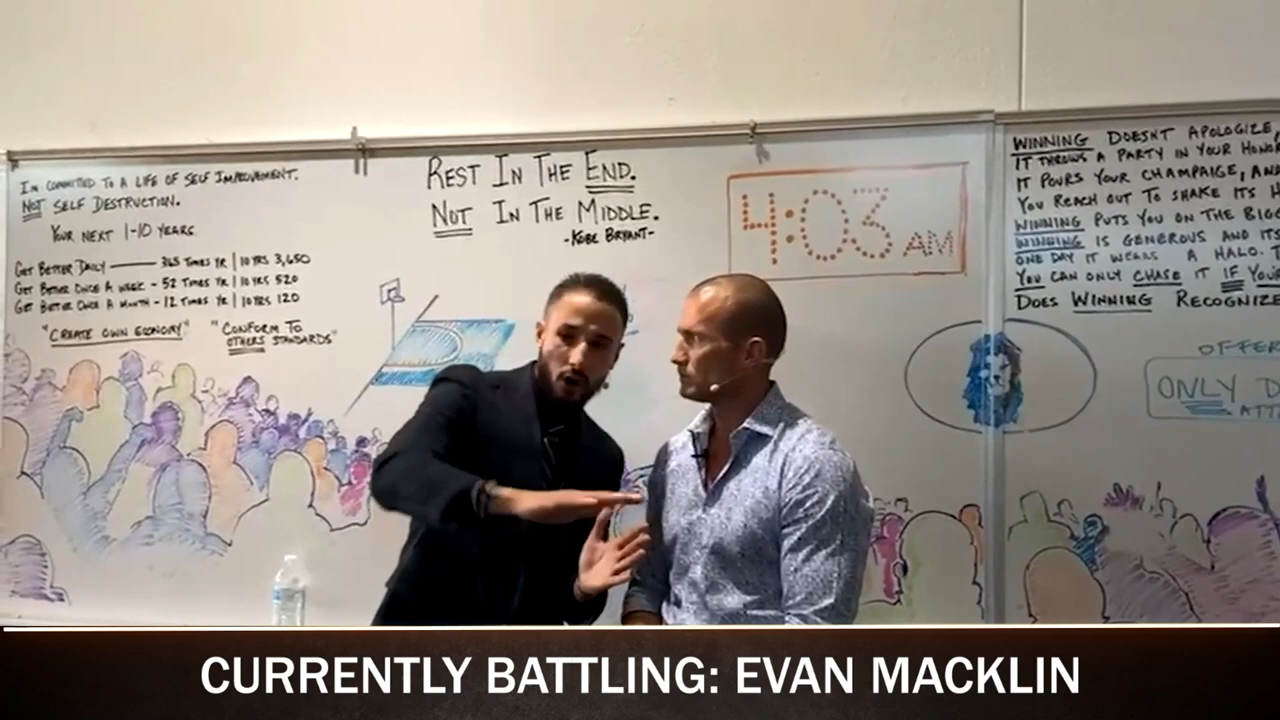 I'M COMMITTED TO A LIFE OF SELF IMPROVEMENT.
NOT SELF DESTRUCTION.
YOUR NEXT 1-10 YEARS
GET BETTER DAILY — 365 TIMES YR | 10 YRS 3,650
GET BETTER ONCE A WEEK - 52 TIMES YR | 10 YRS 520
GET BETTER ONCE A MONTH - 12 TIMES YR | 10 YRS 120
"CREATE OWN ECONOMY" "CONFORM TO
OTHERS STANDARDS"
REST IN THE END.
NOT IN THE MIDDLE.
-KOBE BRYANT-
4:03 AM
WINNING DOESNT APOLOGIZE,
IT THROWS A PARTY IN YOUR HONOR
IT POURS YOUR CHAMPAIGE, AND
YOU REACH OUT TO SHAKE ITS
WINNING PUTS YOU ON THE
WINNING IS GENEROUS AND ITS
ONE DAY IT WEARS A HALO.
YOU CAN ONLY CHASE IT IF YOU
DOES WINNING RECOGNIZE
OFFER
ONLY
CURRENTLY BATTLING: EVAN MACKLIN